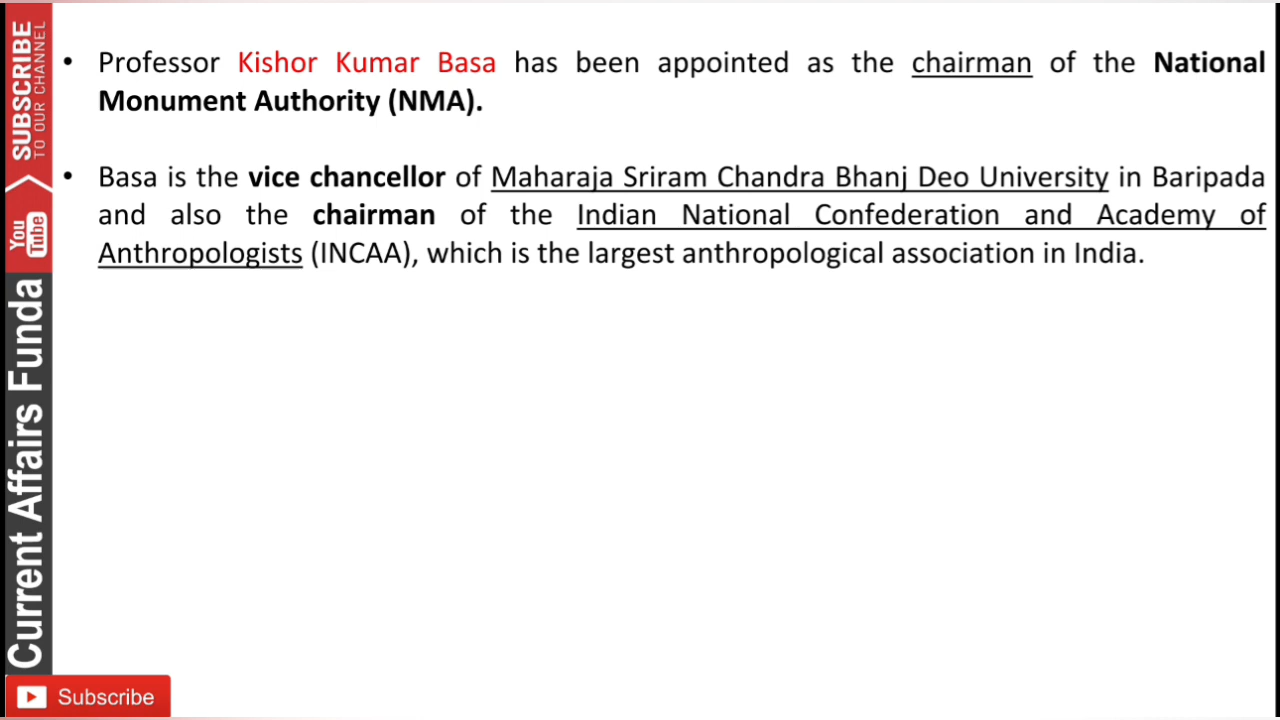 • Professor Kishor Kumar Basa has been appointed as the chairman of the National
Monument Authority (NMA).
• Basa is the vice chancellor of Maharaja Sriram Chandra Bhanj Deo University in Baripada
and also the chairman of the Indian National Confederation and Academy of
Anthropologists (INCAA), which is the largest anthropological association in India.
SUBSCRIBE
TO OUR CHANNEL
You
Tube
Current Affairs Funda
Subscribe